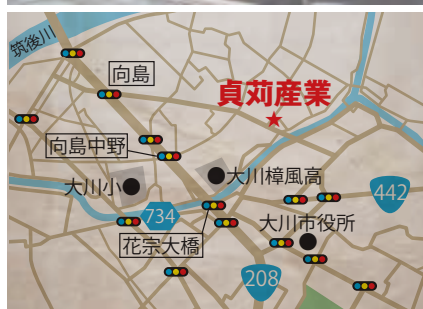 筑後川
向島
貞苅産業
向島中野
大川小
大川樟風高
442
734
大川市役所
花宗大橋
208